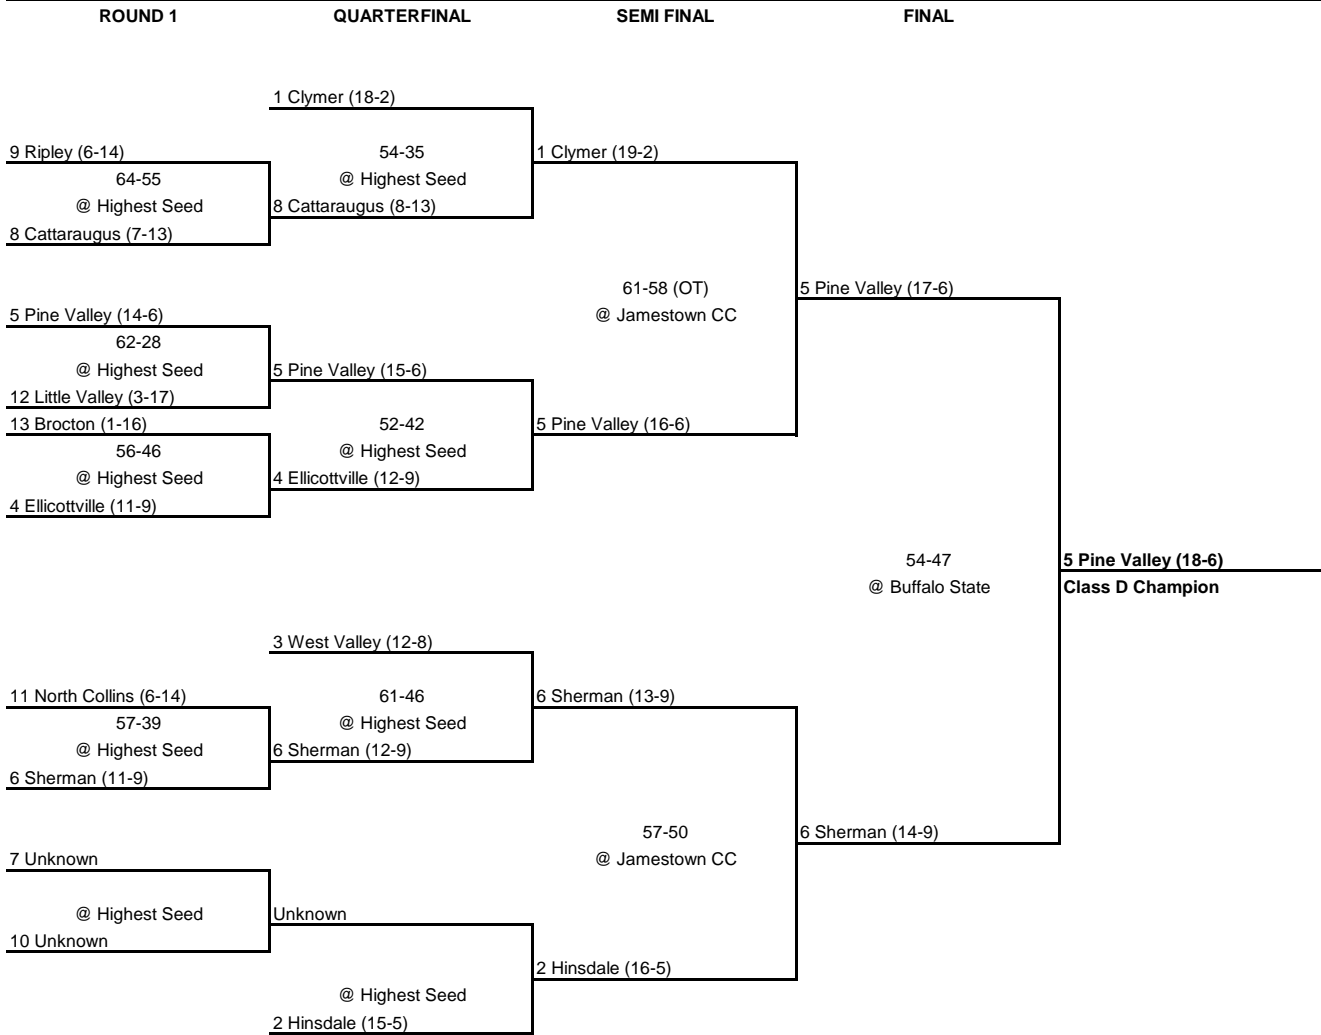 ROUND 1 QUARTERFINAL SEMI FINAL FINAL
1 Clymer (18-2)
9 Ripley (6-14) 54-35 1 Clymer (19-2)
64-55 @ Highest Seed
@ Highest Seed 8 Cattaraugus (8-13)
8 Cattaraugus (7-13)
61-58 (OT) 5 Pine Valley (17-6)
5 Pine Valley (14-6) @ Jamestown CC
62-28
@ Highest Seed 5 Pine Valley (15-6)
12 Little Valley (3-17)
13 Brocton (1-16) 52-42 5 Pine Valley (16-6)
56-46 @ Highest Seed
@ Highest Seed 4 Ellicottville (12-9)
4 Ellicottville (11-9)
54-47 5 Pine Valley (18-6)
@ Buffalo State Class D Champion
3 West Valley (12-8)
11 North Collins (6-14) 61-46 6 Sherman (13-9)
57-39 @ Highest Seed
@ Highest Seed 6 Sherman (12-9)
6 Sherman (11-9)
57-50 6 Sherman (14-9)
7 Unknown @ Jamestown CC
@ Highest Seed Unknown
10 Unknown
2 Hinsdale (16-5)
@ Highest Seed
2 Hinsdale (15-5)